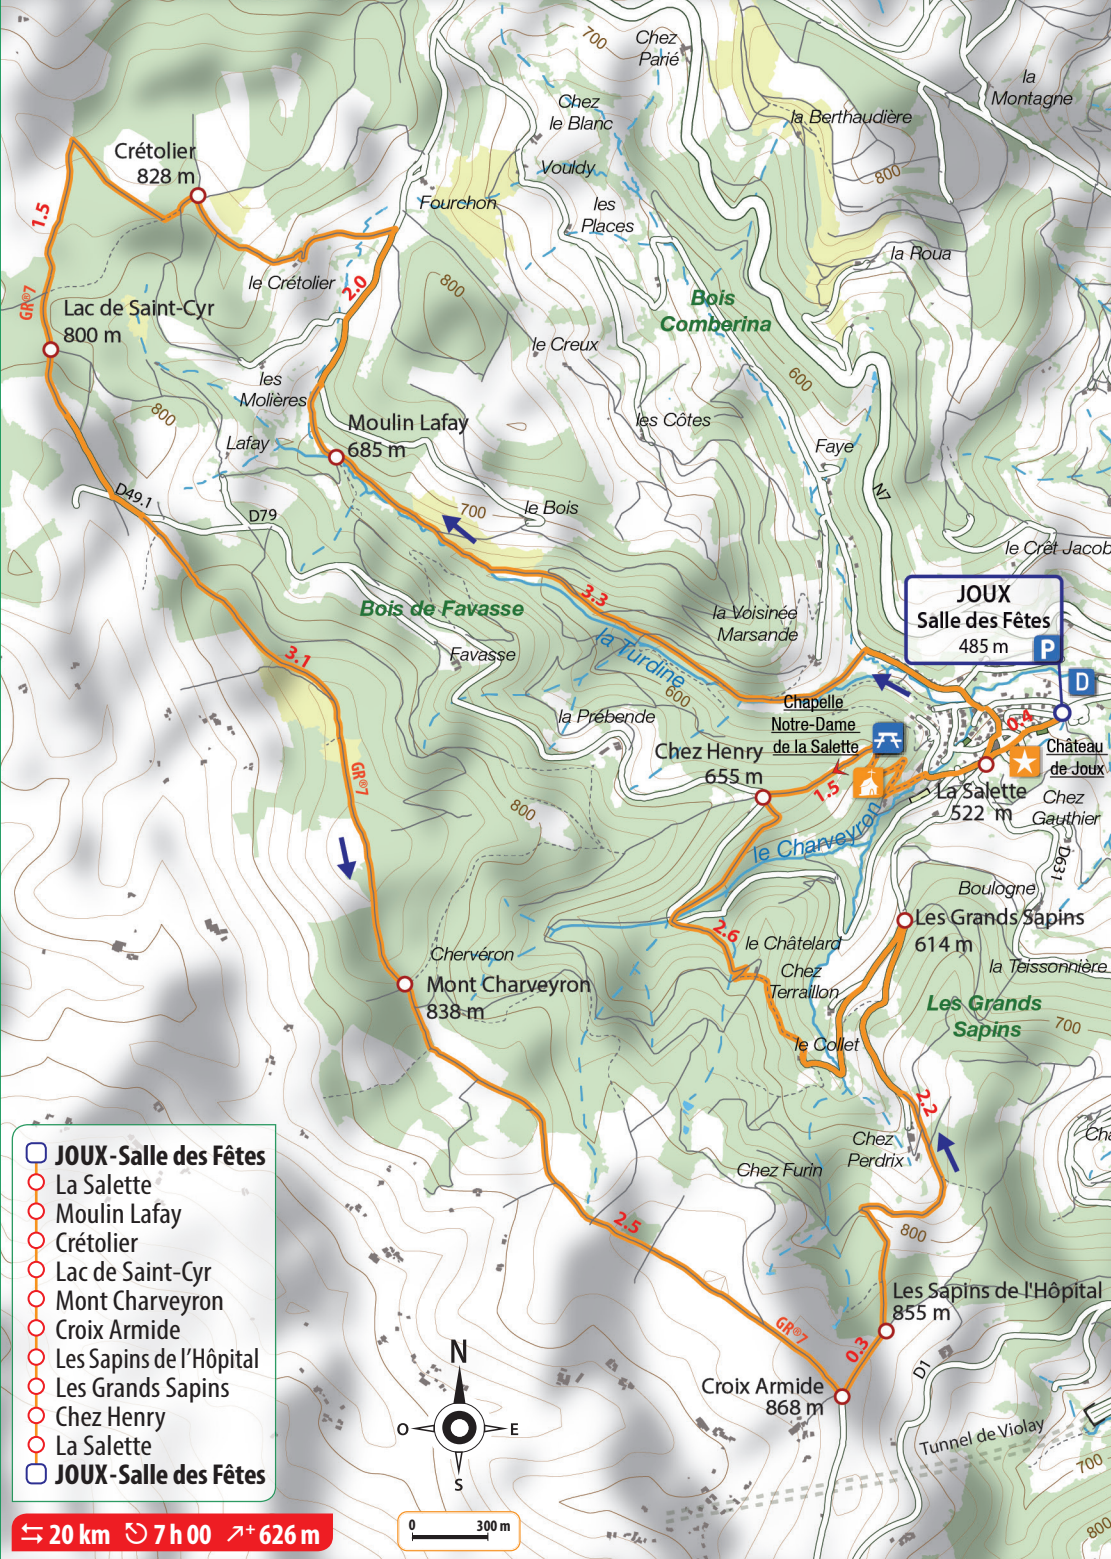 Chez
Parié
700
la
Montagne
Chez
le Blanc
la Berthaudière
Crétolier
828 m
Vouldy
800
1.5
Fourchon
les
Places
la Roua
le Crétolier
2.0
800
GR®7
Lac de Saint-Cyr
800 m
Bois
Comberina
le Creux
600
les
Molières
800
les Côtes
Moulin Lafay
685 m
Lafay
Faye
D49.1
N7
D79
700
le Bois
le Crêt Jacob
JOUX
Salle des Fêtes
485 m
P
3.3
Bois de Favasse
la Voisinée
Marsande
la Turdine
3.1
Favasse
600
D
Chapelle
Notre-Dame
de la Salette
0.4
la Prébende
Chez Henry
655 m
Château
de Joux
GR®7
1.5
La Salette
522 m
Chez
Gauthier
800
le Charveyron
D631
Boulogne
Les Grands Sapins
614 m
2.6
le Châtelard
Chervéron
Chez
Terraillon
la Teissonnière
Mont Charveyron
838 m
Les Grands
Sapins
700
le Collet
2.2
Chez
Perdrix
Cha
Chez Furin
2.5
800
Les Sapins de l'Hôpital
855 m
GR®7
0.3
D1
Croix Armide
868 m
Tunnel de Violay
700
800
JOUX-Salle des Fêtes
La Salette
Moulin Lafay
Crétolier
Lac de Saint-Cyr
Mont Charveyron
Croix Armide
Les Sapins de l'Hôpital
Les Grands Sapins
Chez Henry
La Salette
JOUX-Salle des Fêtes
N
O E
S
20 km 7 h 00 + 626 m
0 300 m